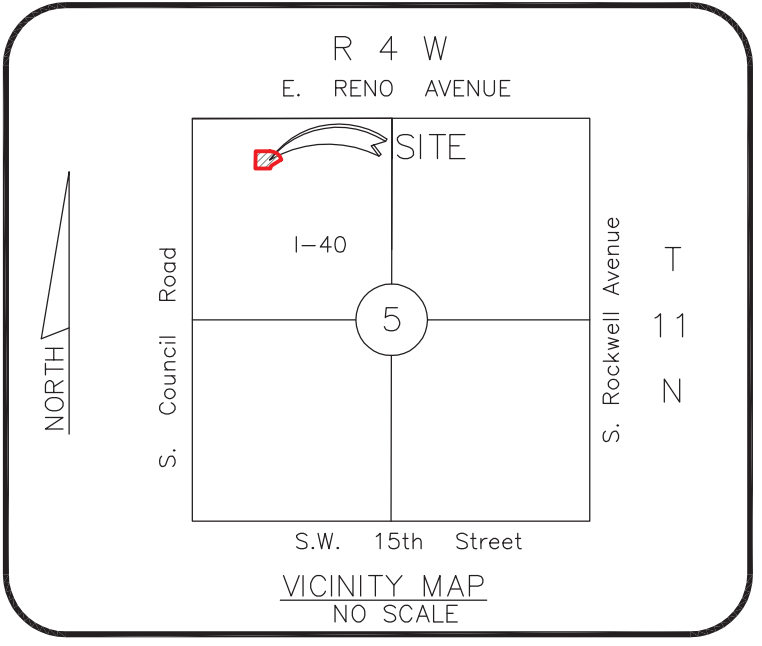 R 4 W
E. RENO AVENUE
SITE
I-40
S. Council Road
S. Rockwell Avenue
T
11
N
5
NORTH
S.W. 15th Street
VICINITY MAP
NO SCALE